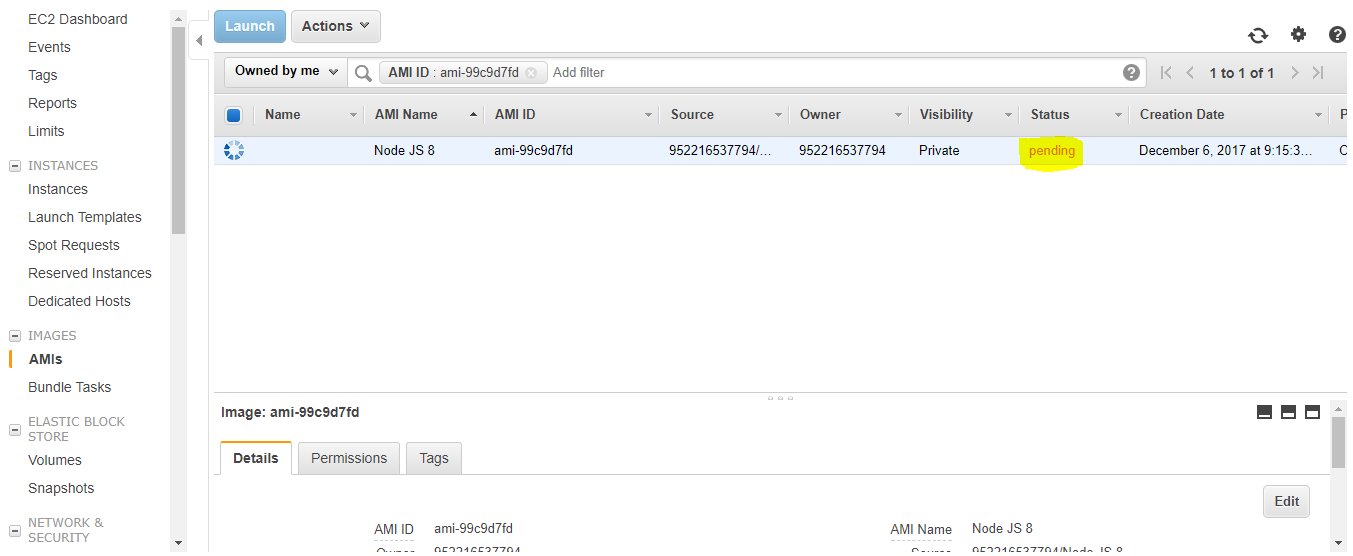 EC2 Dashboard
Events
Tags
Reports
Limits
INSTANCES
Instances
Launch Templates
Spot Requests
Reserved Instances
Dedicated Hosts
IMAGES
AMIs
Bundle Tasks
ELASTIC BLOCK
STORE
Volumes
Snapshots
NETWORK &
SECURITY
Launch Actions
Owned by me AMI ID : ami-99c9d7fd Add filter 1 to 1 of 1
Name AMI Name AMI ID Source Owner Visibility Status Creation Date P
Node JS 8 ami-99c9d7fd 952216537794/... 952216537794 Private pending December 6, 2017 at 9:15:3...
Image: ami-99c9d7fd
Details Permissions Tags
Edit
AMI ID ami-99c9d7fd AMI Name Node JS 8
Owner 952216537794 Source 952216537794/Node JS 8